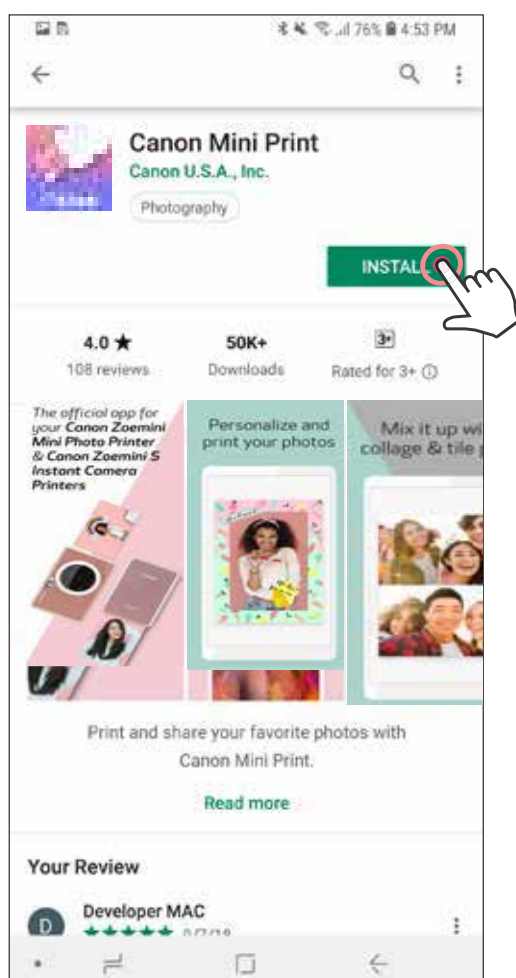 76% 4:53 PM
Canon Mini Print
Canon U.S.A., Inc.
Photography
INSTALL
4.0 ★
108 reviews
50K+
Downloads
3+
Rated for 3+
The official app for
your Canon Zoemini
Mini Photo Printer
& Canon Zoemini S
Instant Camera
Printers
Personalize and
print your photos
Mix it up
collage & tile
Print and share your favorite photos with
Canon Mini Print.
Read more
Your Review
D
Developer MAC